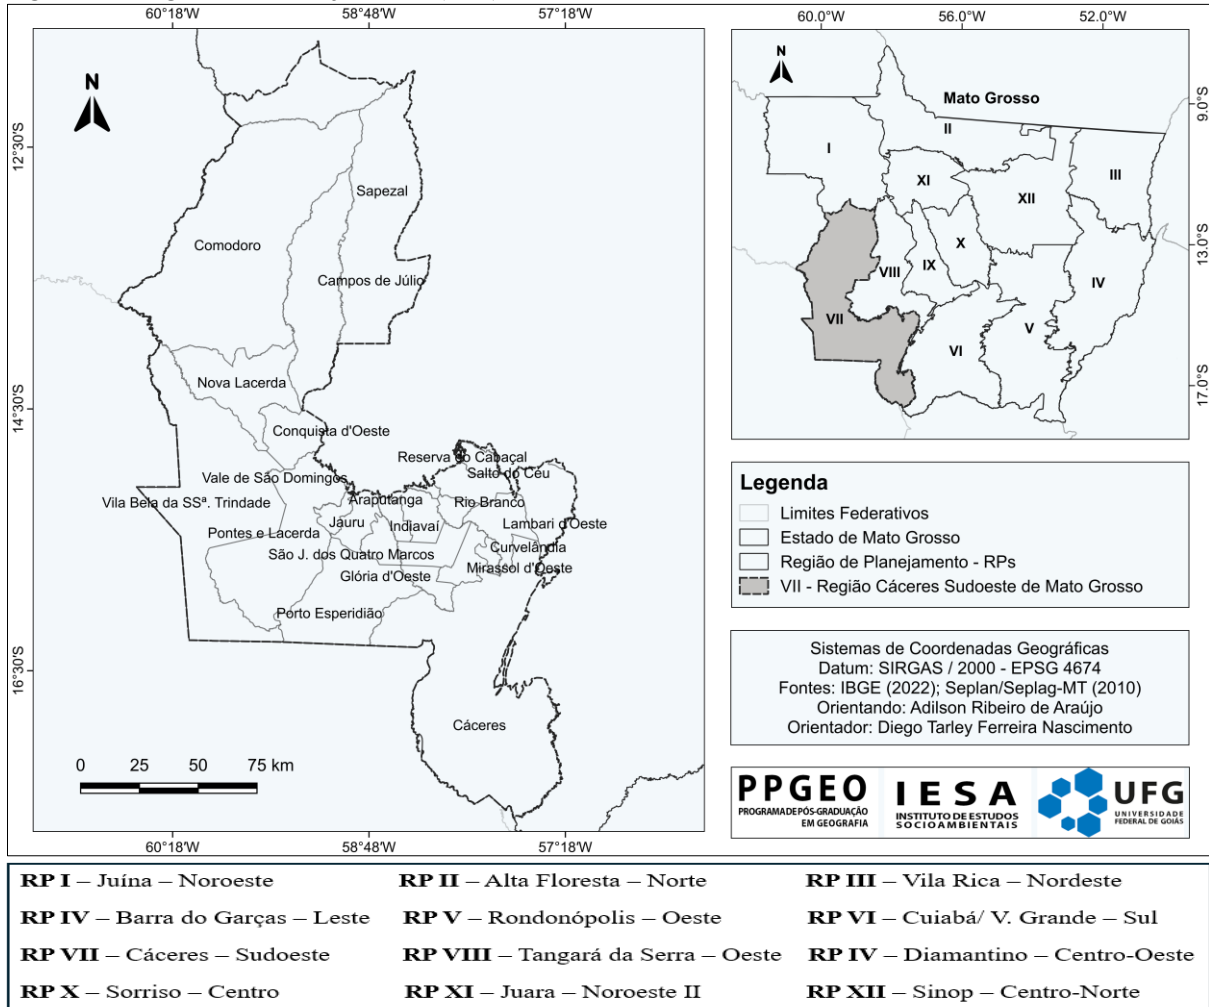 60°18'W 58°48'W 57°18'W
12°30'S
14°30'S
16°30'S
N
Sapezal
Comodoro
Campos de Júlio
Nova Lacerda
Conquista d'Oeste
Reserva do Cabaçal
Salto do Céu
Vale de São Domingos
Vila Bela da SSª. Trindade
Araputanga
Rio Branco
Jauru
Indiavaí
Lambari d'Oeste
Pontes e Lacerda
São J. dos Quatro Marcos
Curvelândia
Mirassol d'Oeste
Glória d'Oeste
Porto Esperidião
Cáceres
0 25 50 75 km
60°18'W 58°48'W 57°18'W
60.0°W 56.0°W 52.0°W
9.0°S
13.0°S
17.0°S
N
Mato Grosso
I
II
III
XI
XII
X
IX
VIII
IV
VII
V
VI
Legenda
Limites Federativos
Estado de Mato Grosso
Região de Planejamento - RPs
VII - Região Cáceres Sudoeste de Mato Grosso
Sistemas de Coordenadas Geográficas
Datum: SIRGAS / 2000 - EPSG 4674
Fontes: IBGE (2022); Seplan/Seplag-MT (2010)
Orientando: Adilson Ribeiro de Araújo
Orientador: Diego Tarley Ferreira Nascimento
PPGEO
PROGRAMA DE PÓS-GRADUAÇÃO
EM GEOGRAFIA
IESA
INSTITUTO DE ESTUDOS
SOCIOAMBIENTAIS
UFG
UNIVERSIDADE
FEDERAL DE GOIÁS
RP I – Juína – Noroeste RP II – Alta Floresta – Norte RP III – Vila Rica – Nordeste
RP IV – Barra do Garças – Leste RP V – Rondonópolis – Oeste RP VI – Cuiabá/ V. Grande – Sul
RP VII – Cáceres – Sudoeste RP VIII – Tangará da Serra – Oeste RP IV – Diamantino – Centro-Oeste
RP X – Sorriso – Centro RP XI – Juara – Noroeste II RP XII – Sinop – Centro-Norte